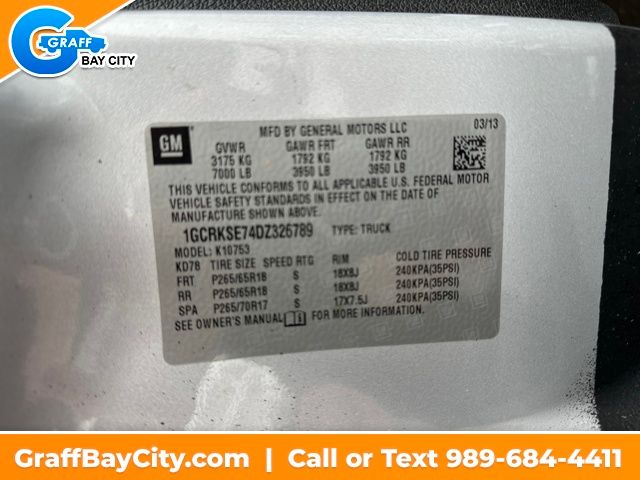 GRAFF
BAY CITY
GM
MFD BY GENERAL MOTORS LLC
03/13
GVWR GAWR FRT GAWR RR
3175 KG 1792 KG 1792 KG
7000 LB 3950 LB 3950 LB
THIS VEHICLE CONFORMS TO ALL APPLICABLE U.S. FEDERAL MOTOR
VEHICLE SAFETY STANDARDS IN EFFECT ON THE DATE OF
MANUFACTURE SHOWN ABOVE.
1GCRKSE74DZ326789 TYPE: TRUCK
MODEL: K10753
KD78 TIRE SIZE SPEED RTG RIM COLD TIRE PRESSURE
FRT P265/65R18 S 18X8J 240KPA(35PSI)
RR P265/65R18 S 18X8J 240KPA(35PSI)
SPA P265/70R17 S 17X7.5J 240KPA(35PSI)
SEE OWNER'S MANUAL FOR MORE INFORMATION.
GraffBayCity.com | Call or Text 989-684-4411